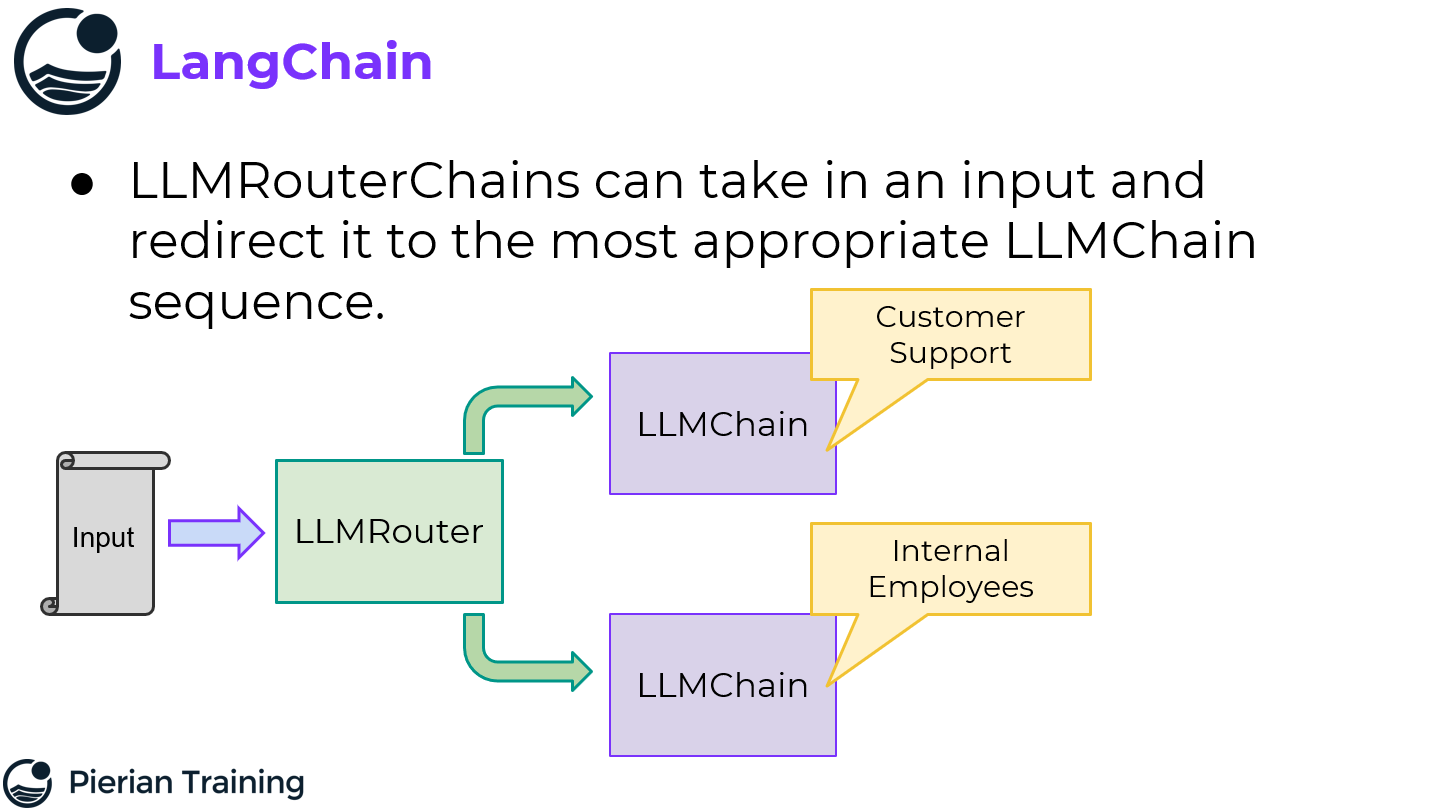 LangChain
● LLMRouterChains can take in an input and
redirect it to the most appropriate LLMChain
sequence.
Customer
Support
LLMChain
Input
LLMRouter
Internal
Employees
LLMChain
Pierian Training